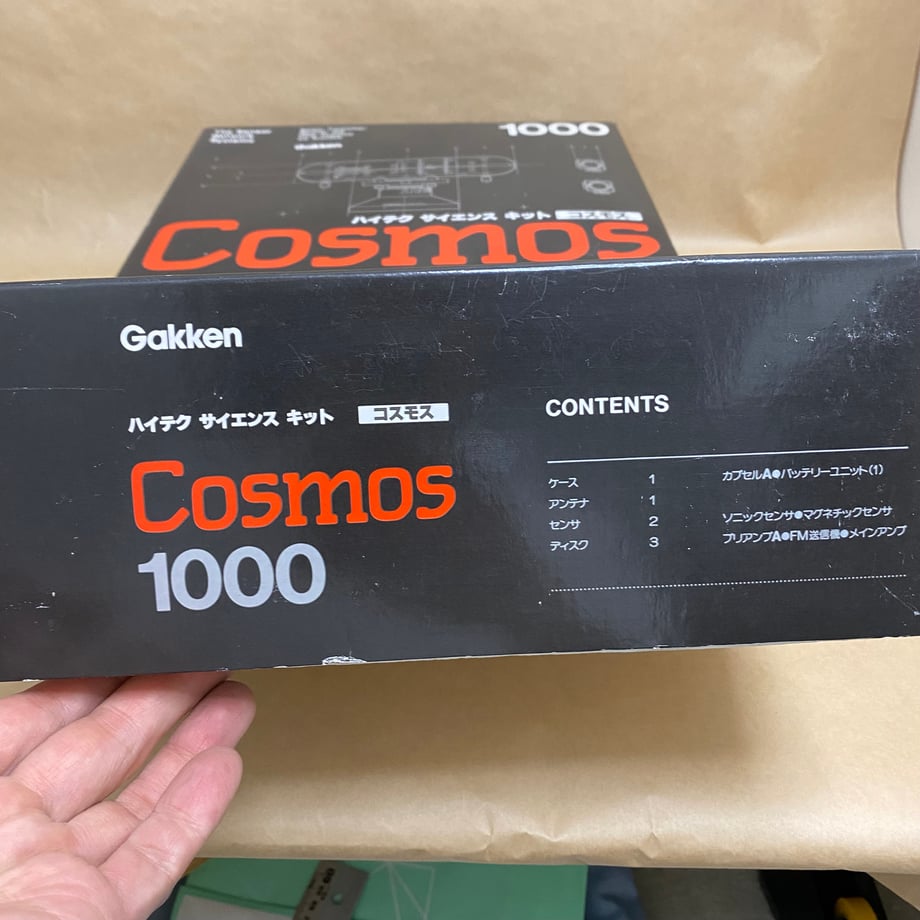 1000
Gakken
ハイテク サイエンス キット コスモス
Cosmos
Gakken
ハイテク サイエンス キット コスモス
Cosmos
1000
CONTENTS
ケース 1 カプセルA●バッテリーユニット(1)
アンテナ 1
センサ 2 ソニックセンサ●マグネチックセンサ
ディスク 3 プリアンプA●FM送信機●メインアンプ